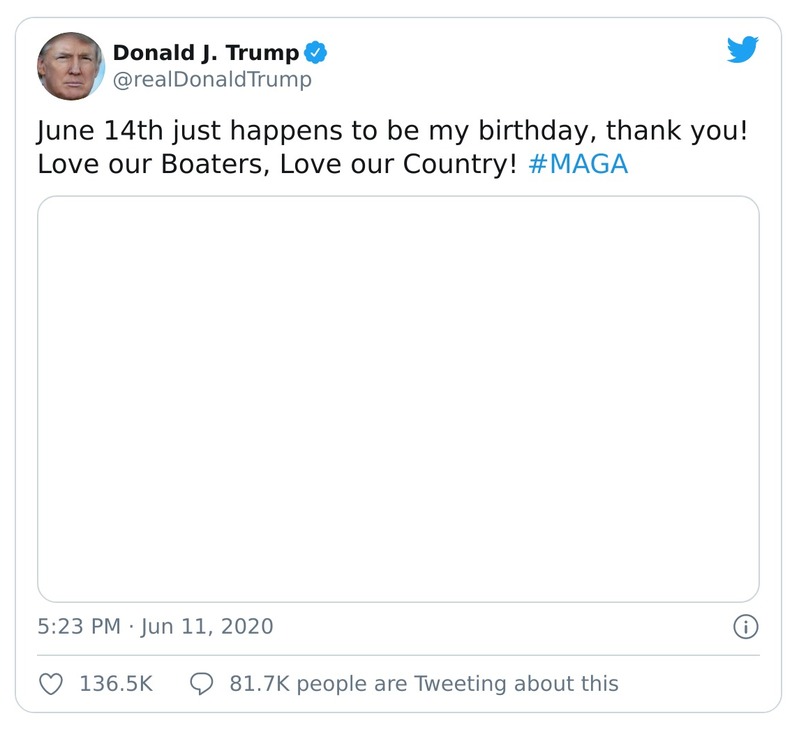 Donald J. Trump
@realDonaldTrump
June 14th just happens to be my birthday, thank you!
Love our Boaters, Love our Country! #MAGA
5:23 PM · Jun 11, 2020
136.5K 81.7K people are Tweeting about this